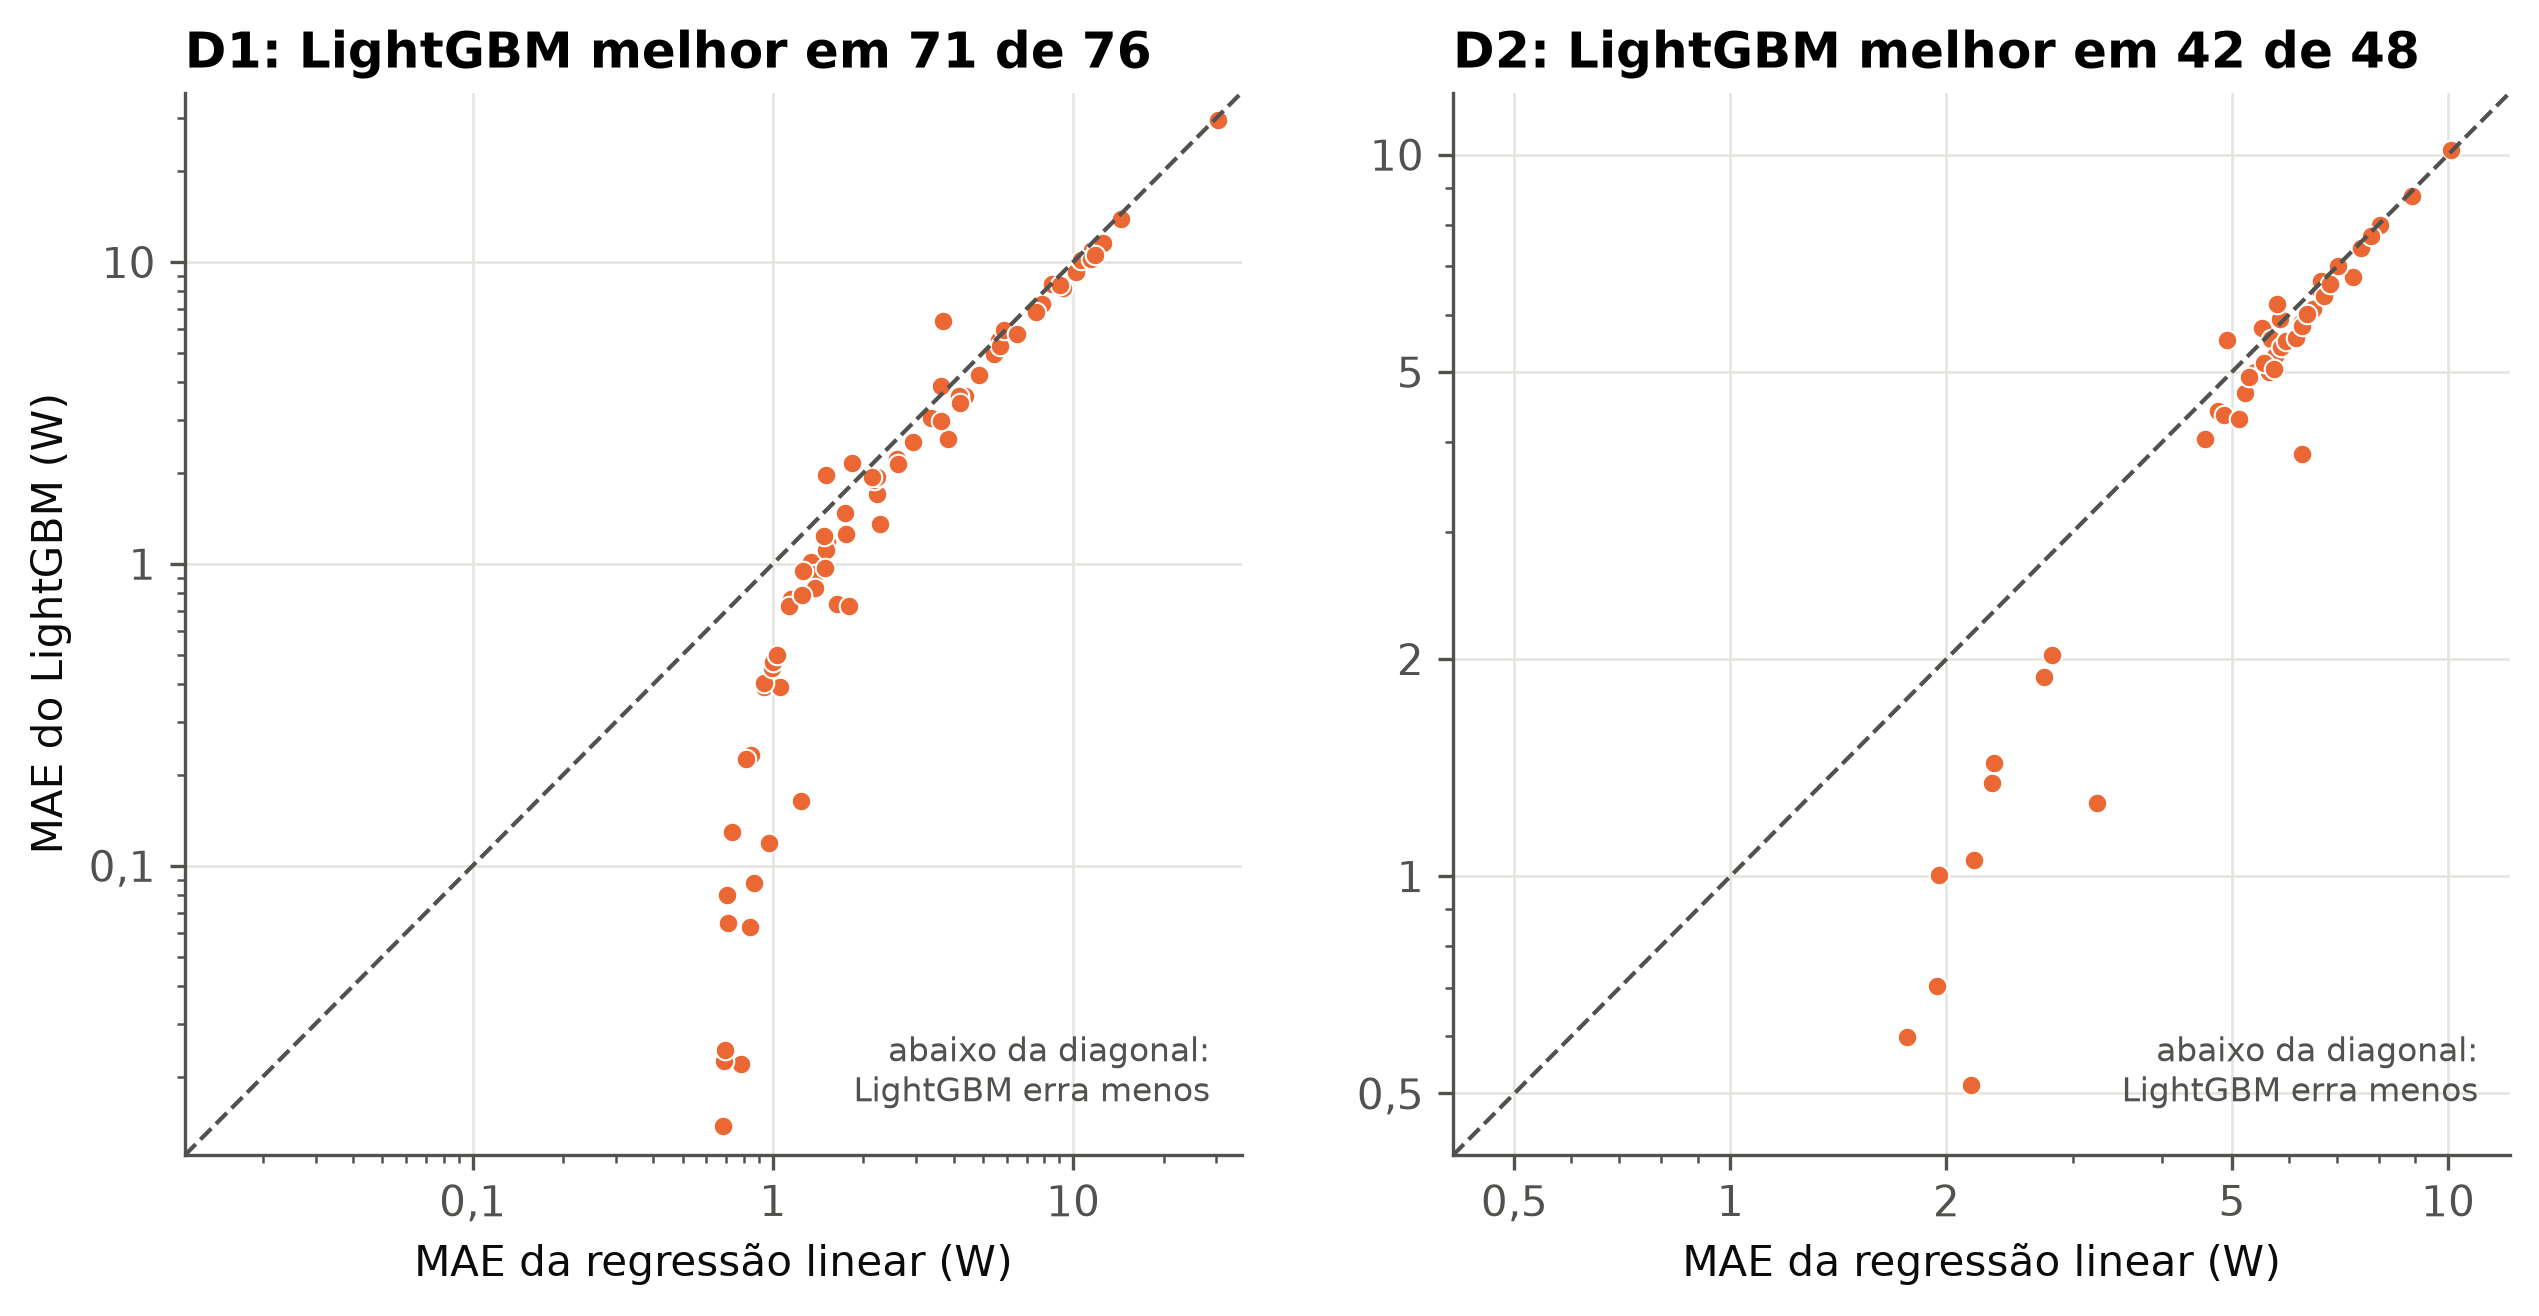 D1: LightGBM melhor em 71 de 76
MAE do LightGBM (W)
10
1
0,1
abaixo da diagonal:
LightGBM erra menos
0,1
1
10
MAE da regressão linear (W)
D2: LightGBM melhor em 42 de 48
10
5
2
1
0,5
abaixo da diagonal:
LightGBM erra menos
0,5
1
2
5
10
MAE da regressão linear (W)